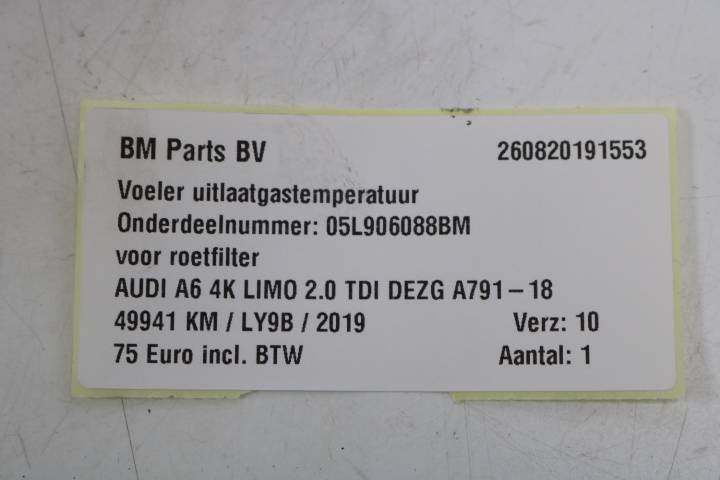 BM Parts BV 260820191553
Voeler uitlaatgastemperatuur
Onderdeelnummer: 05L906088BM
voor roetfilter
AUDI A6 4K LIMO 2.0 TDI DEZG A791-18
49941 KM / LY9B / 2019 Verz: 10
75 Euro incl. BTW Aantal: 1